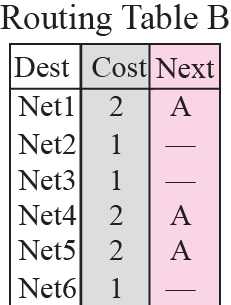 Routing Table B
Dest Cost Next
Net1 2 A
Net2 1 —
Net3 1 —
Net4 2 A
Net5 2 A
Net6 1 —